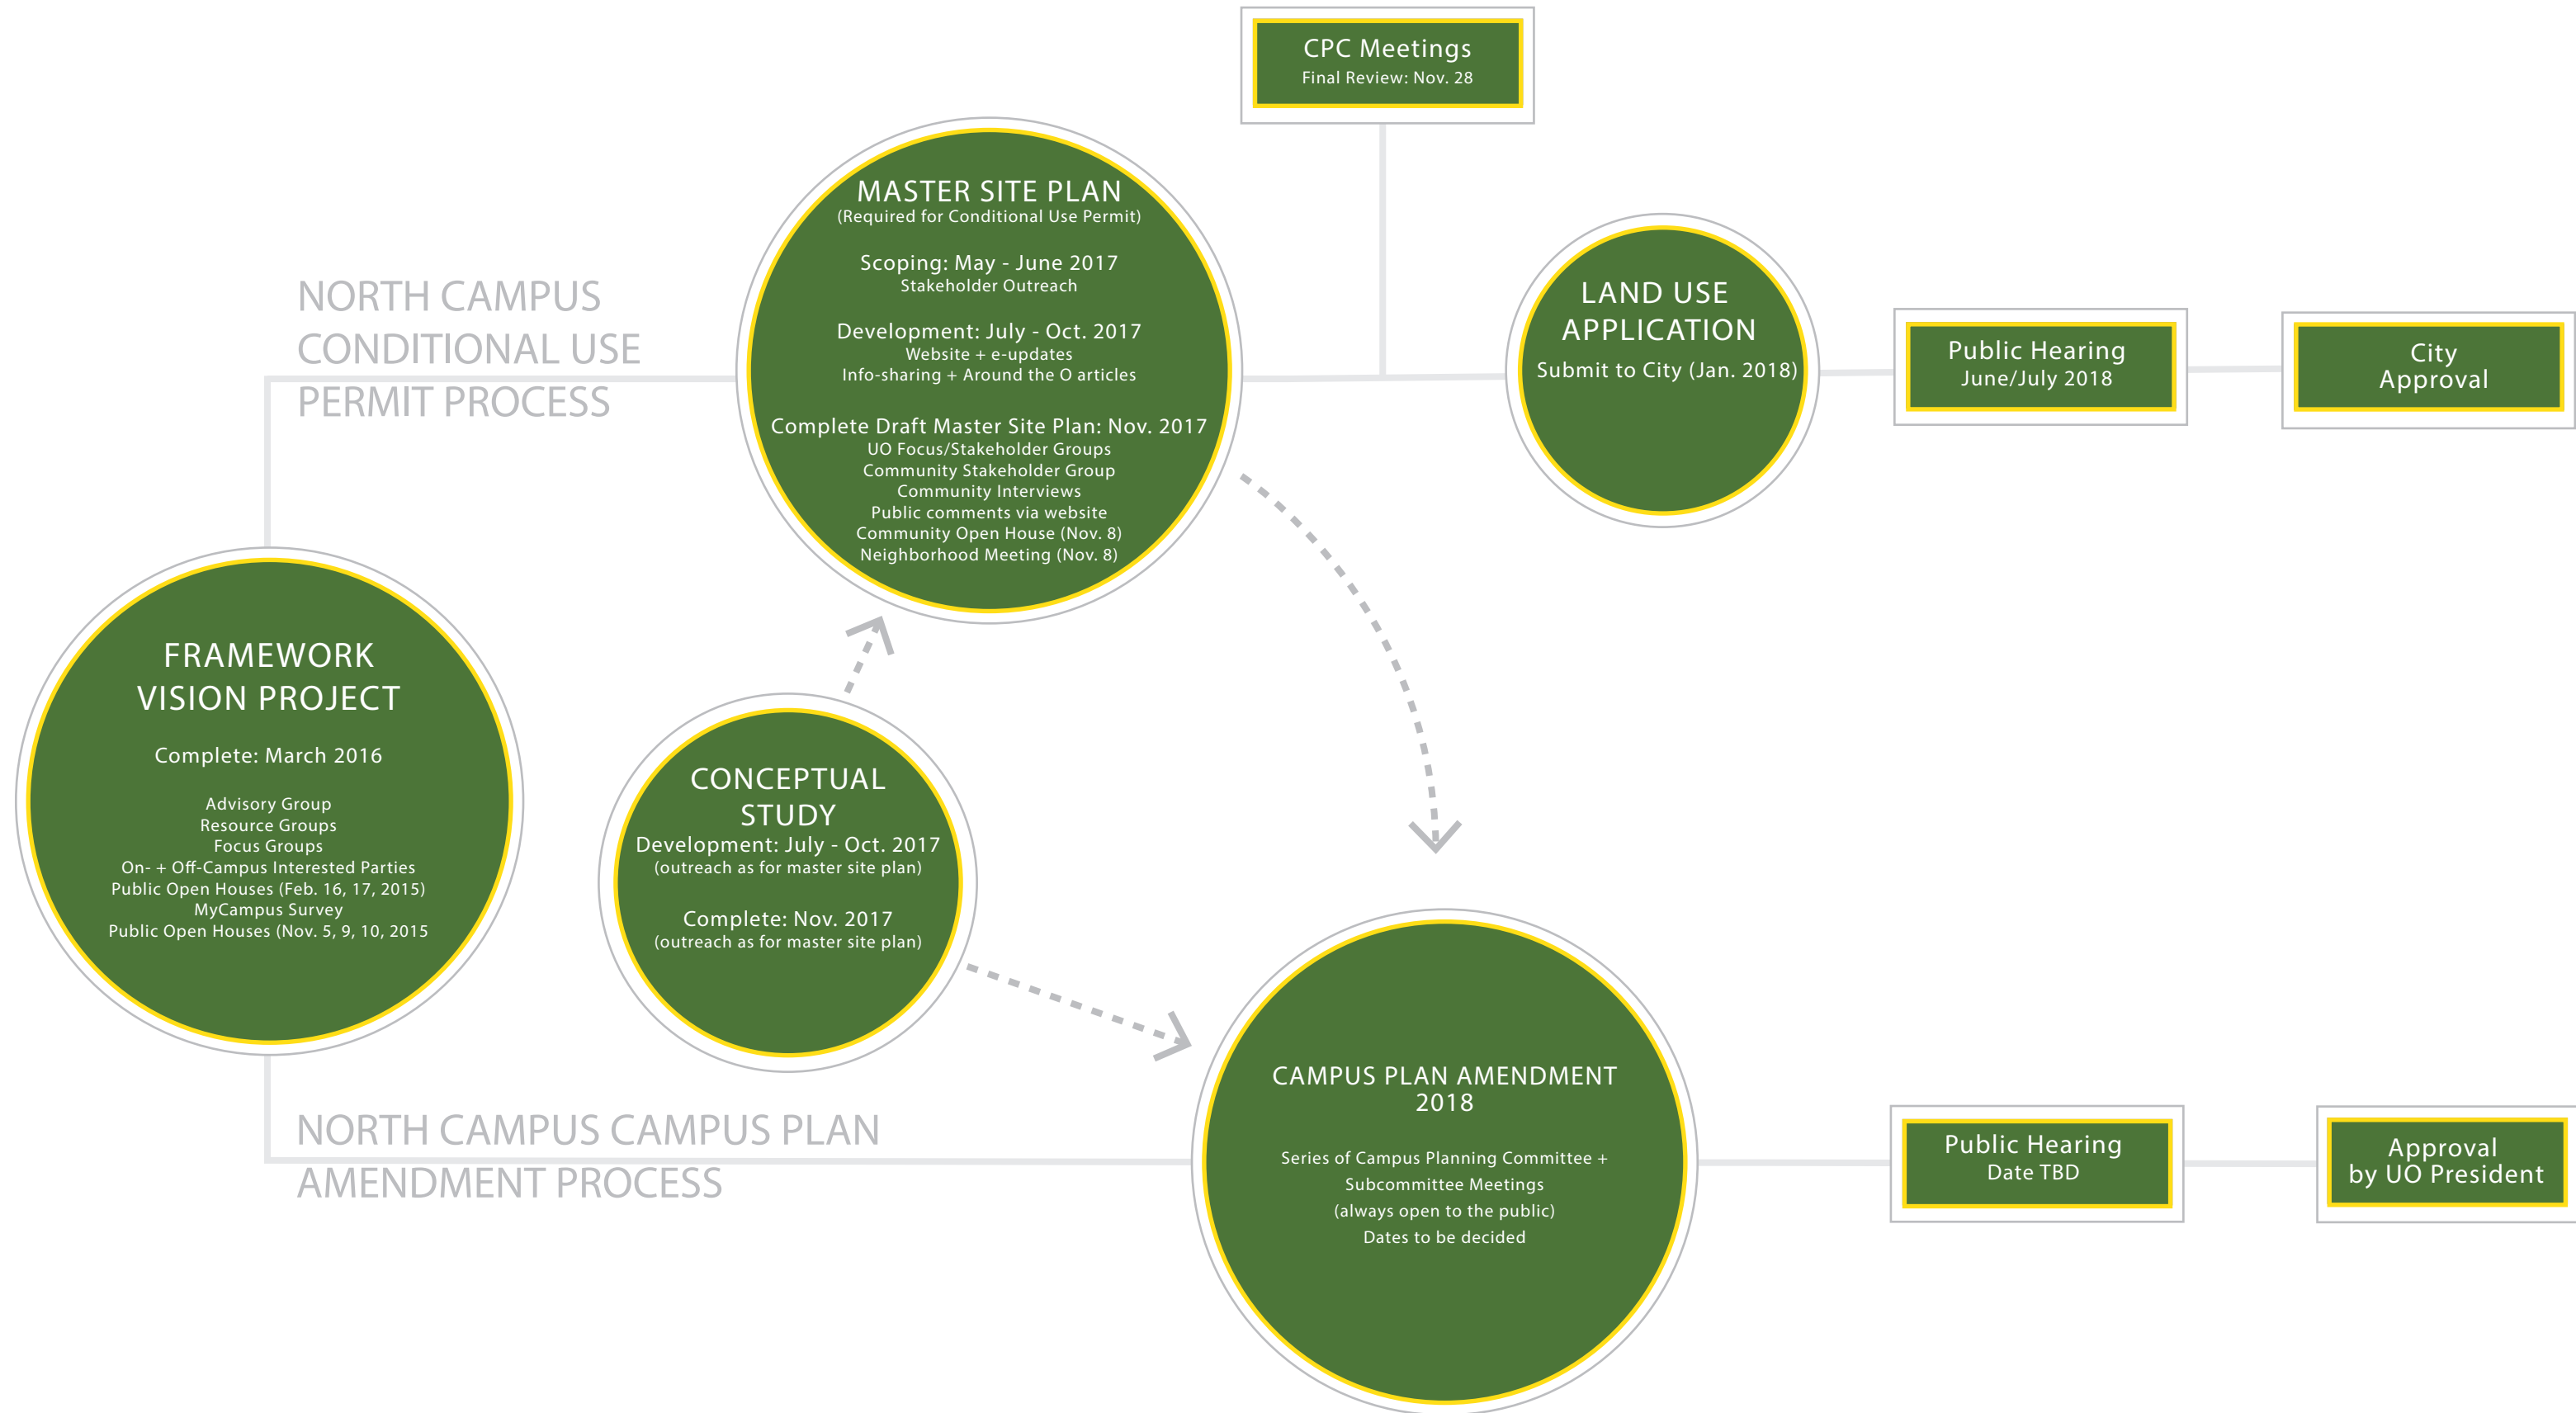 CPC Meetings
Final Review: Nov. 28
MASTER SITE PLAN
(Required for Conditional Use Permit)
Scoping: May - June 2017
Stakeholder Outreach
Development: July - Oct. 2017
Website + e-updates
Info-sharing + Around the O articles
Complete Draft Master Site Plan: Nov. 2017
UO Focus/Stakeholder Groups
Community Stakeholder Group
Community Interviews
Public comments via website
Community Open House (Nov. 8)
Neighborhood Meeting (Nov. 8)
NORTH CAMPUS
CONDITIONAL USE
PERMIT PROCESS
LAND USE
APPLICATION
Submit to City (Jan. 2018)
Public Hearing
June/July 2018
City
Approval
FRAMEWORK
VISION PROJECT
Complete: March 2016
Advisory Group
Resource Groups
Focus Groups
On- + Off-Campus Interested Parties
Public Open Houses (Feb. 16, 17, 2015)
MyCampus Survey
Public Open Houses (Nov. 5, 9, 10, 2015
CONCEPTUAL
STUDY
Development: July - Oct. 2017
(outreach as for master site plan)
Complete: Nov. 2017
(outreach as for master site plan)
NORTH CAMPUS CAMPUS PLAN
AMENDMENT PROCESS
CAMPUS PLAN AMENDMENT
2018
Series of Campus Planning Committee +
Subcommittee Meetings
(always open to the public)
Dates to be decided
Public Hearing
Date TBD
Approval
by UO President